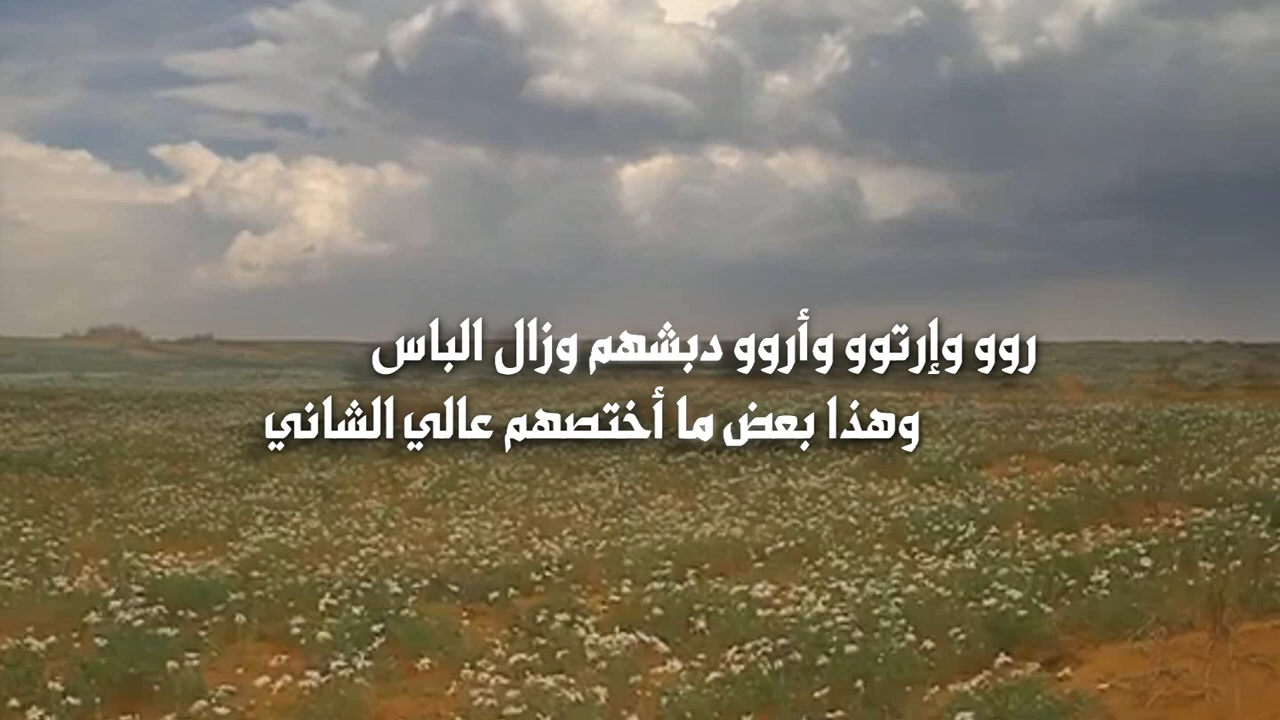 روو وإرتوو وأروو دبشهم وزال الباس
وهذا بعض ما أختصهم عالي الشاني